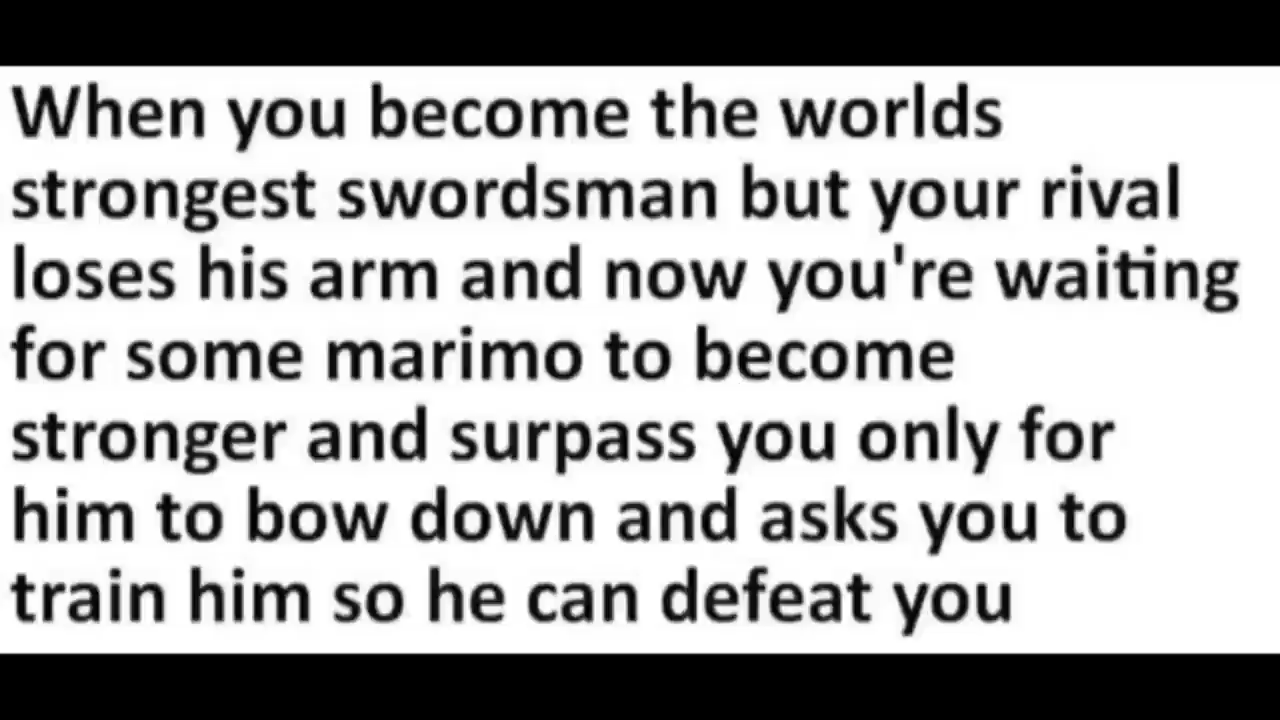 When you become the worlds
strongest swordsman but your rival
loses his arm and now you're waiting
for some marimo to become
stronger and surpass you only for
him to bow down and asks you to
train him so he can defeat you